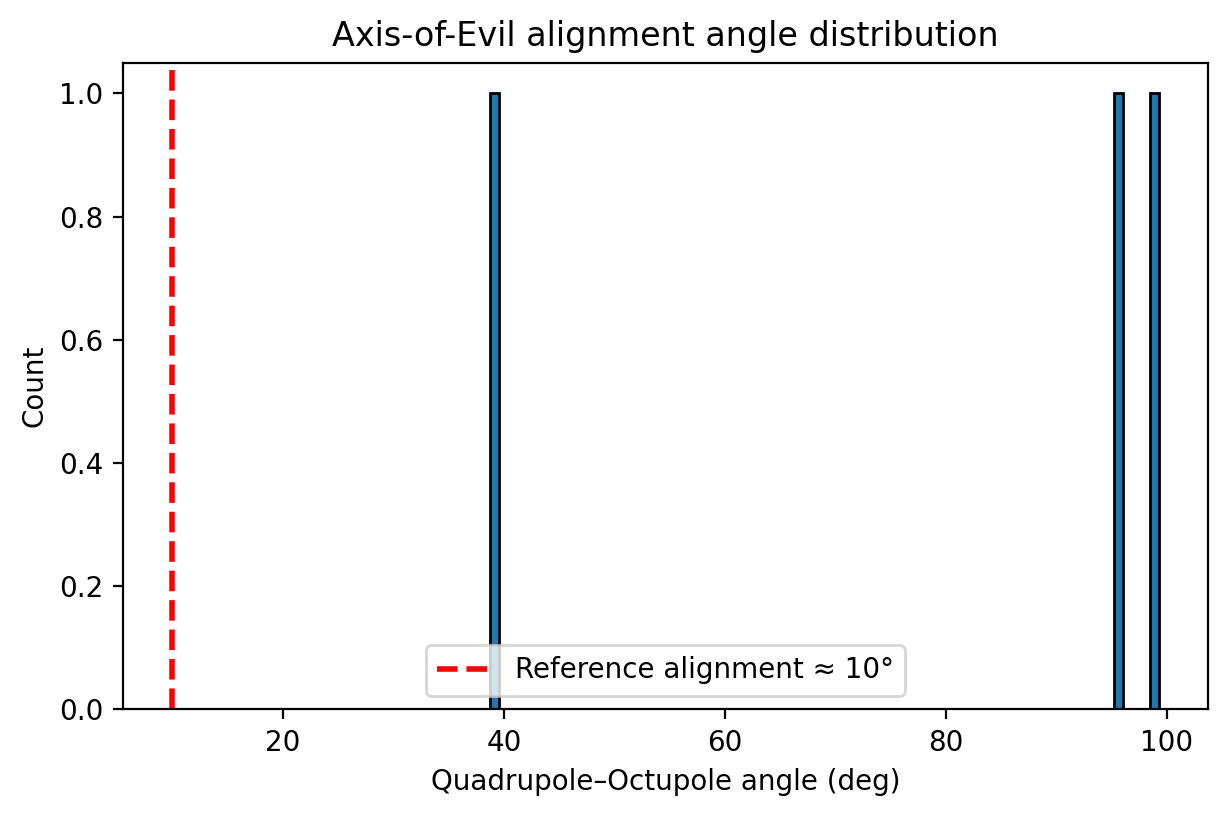 Axis-of-Evil alignment angle distribution
1.0
0.8
0.6
0.4
0.2
0.0
Count
Reference alignment ≈ 10°
20
40
60
80
100
Quadrupole–Octupole angle (deg)